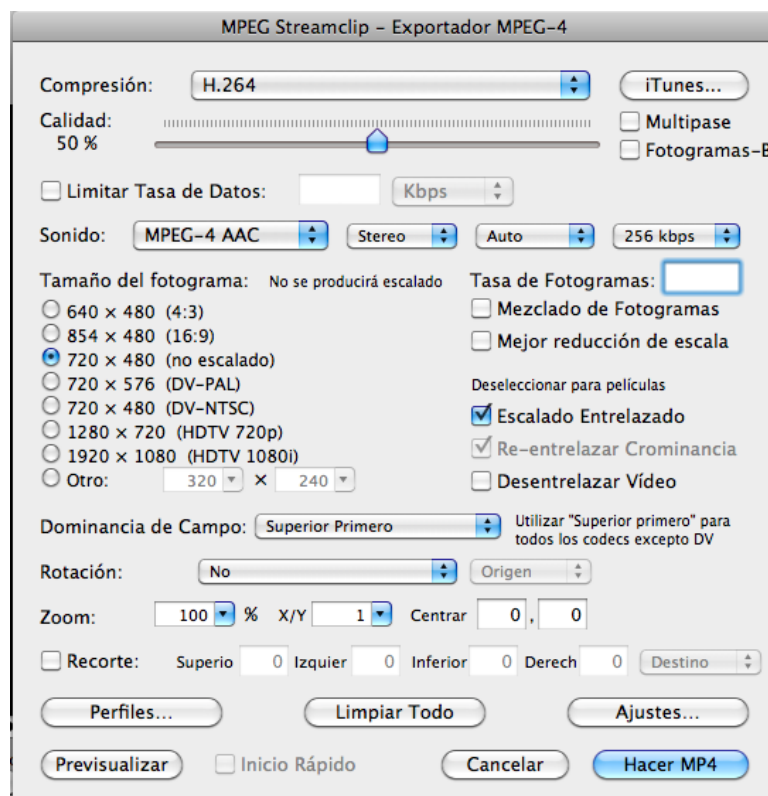 MPEG Streamclip – Exportador MPEG-4
Compresión: H.264 iTunes...
Calidad: Multipase
50 % Fotogramas-B
Limitar Tasa de Datos: Kbps
Sonido: MPEG-4 AAC Stereo Auto 256 kbps
Tamaño del fotograma: No se producirá escalado Tasa de Fotogramas:
640 × 480 (4:3) Mezclado de Fotogramas
854 × 480 (16:9) Mejor reducción de escala
720 × 480 (no escalado)
720 × 576 (DV-PAL) Deseleccionar para películas
720 × 480 (DV-NTSC) Escalado Entrelazado
1280 × 720 (HDTV 720p) Re-entrelazar Crominancia
1920 × 1080 (HDTV 1080i)
Otro: 320 × 240 Desentrelazar Vídeo
Dominancia de Campo: Superior Primero Utilizar "Superior primero" para
todos los codecs excepto DV
Rotación: No Origen
Zoom: 100 % X/Y 1 Centrar 0 , 0
Recorte: Superio 0 Izquier 0 Inferior 0 Derech 0 Destino
Perfiles... Limpiar Todo Ajustes...
Previsualizar Inicio Rápido Cancelar Hacer MP4